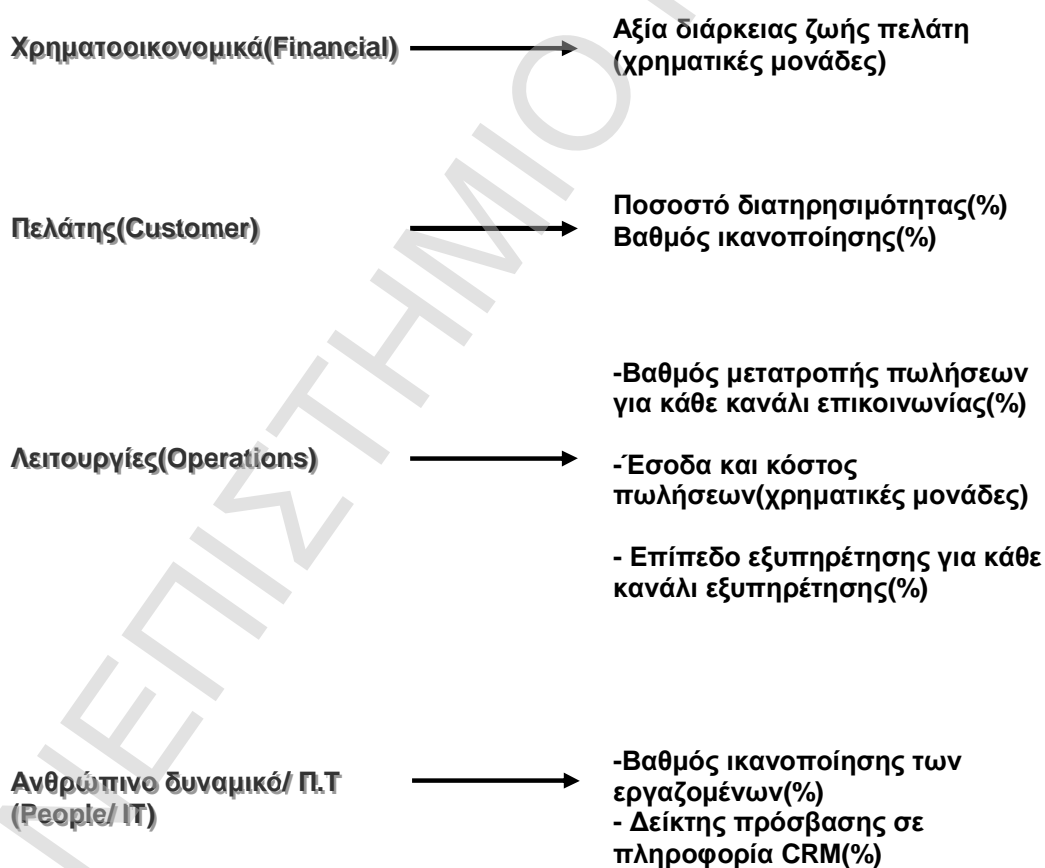 Χρηματοοικονομικά(Financial)
Αξία διάρκειας ζωής πελάτη
(χρηματικές μονάδες)
Πελάτης(Customer)
Ποσοστό διατηρησιμότητας(%)
Βαθμός ικανοποίησης(%)
Λειτουργίες(Operations)
-Βαθμός μετατροπής πωλήσεων
για κάθε κανάλι επικοινωνίας(%)
-Έσοδα και κόστος
πωλήσεων(χρηματικές μονάδες)
- Επίπεδο εξυπηρέτησης για κάθε
κανάλι εξυπηρέτησης(%)
Ανθρώπινο δυναμικό/ Π.Τ
(People/ IT)
-Βαθμός ικανοποίησης των
εργαζομένων(%)
- Δείκτης πρόσβασης σε
πληροφορία CRM(%)